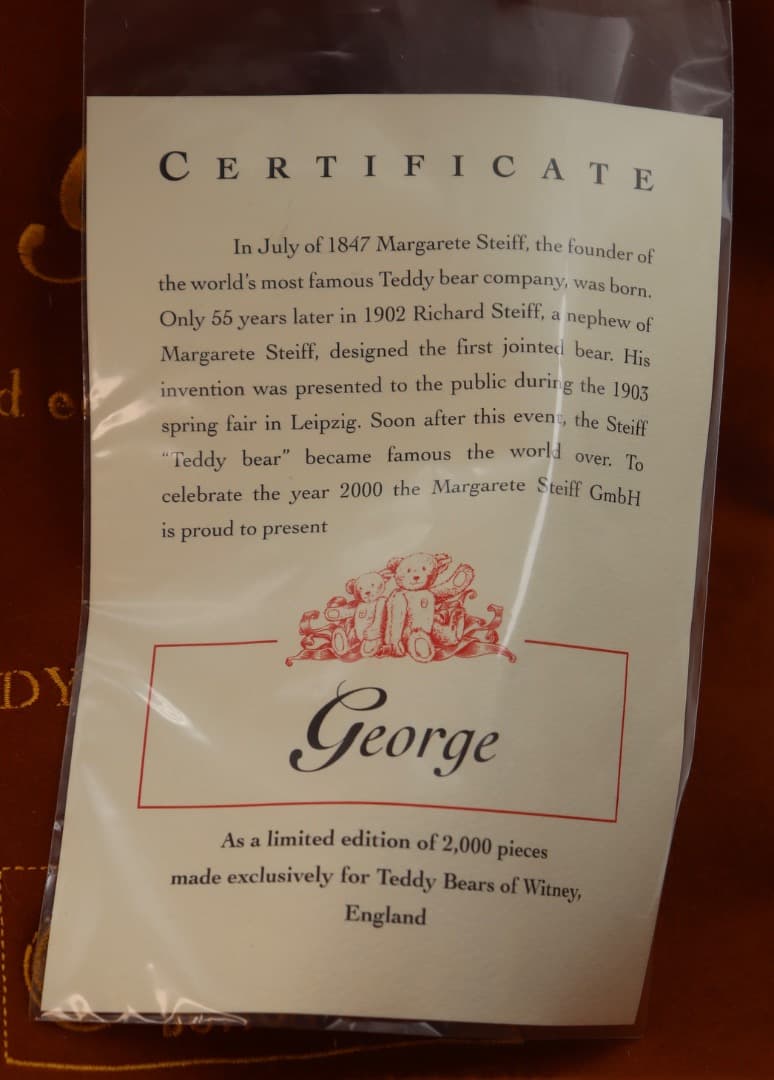 CERTIFICATE
In July of 1847 Margarete Steiff, the founder of
the world's most famous Teddy bear company, was born.
Only 55 years later in 1902 Richard Steiff, a nephew of
Margarete Steiff, designed the first jointed bear. His
invention was presented to the public during the 1903
spring fair in Leipzig. Soon after this event, the Steiff
“Teddy bear” became famous the world over. To
celebrate the year 2000 the Margarete Steiff GmbH
is proud to present
George
As a limited edition of 2,000 pieces
made exclusively for Teddy Bears of Witney,
England
DY